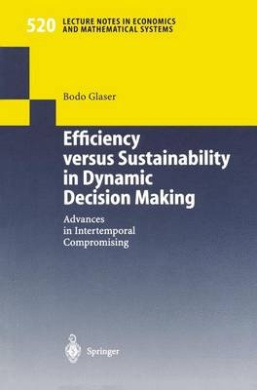 520
LECTURE NOTES IN ECONOMICS
AND MATHEMATICAL SYSTEMS
Bodo Glaser
Efficiency
versus Sustainability
in Dynamic
Decision Making
Advances
in Intertemporal
Compromising
Springer